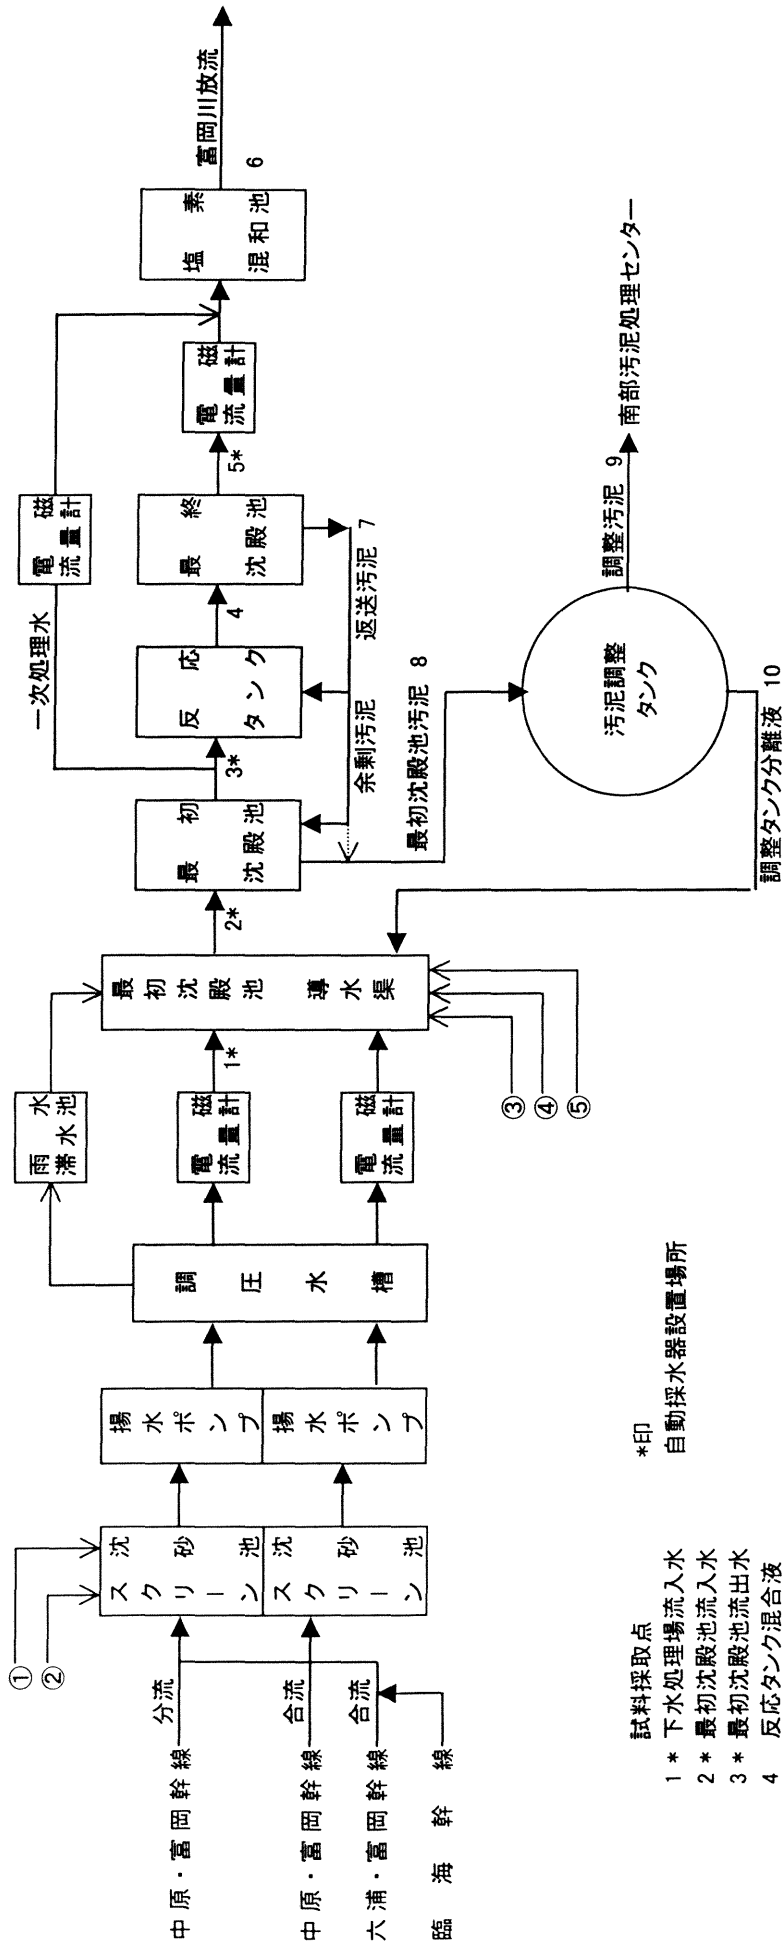 中原・富岡幹線 分流
中原・富岡幹線 合流
六浦・富岡幹線 合流
臨海幹線
①
②
沈砂池
スクリーン
沈砂池
スクリーン
揚水ポンプ
揚水ポンプ
調圧水槽
雨水
滞水池
電磁
流量計
電磁
流量計
1*
最初沈殿池 導水渠
③
④
⑤
2*
最初
沈殿池
3*
一次処理水
電磁
流量計
反応
タンク
4
最終
沈殿池
5*
電磁
流量計
塩素
混和池
6
富岡川放流
余剰汚泥
返送汚泥 7
最初沈殿池汚泥 8
汚泥調整
タンク
調整汚泥 9
南部汚泥処理センター
調整タンク分離液 10
試料採取点
1 * 下水処理場流入水
2 * 最初沈殿池流入水
3 * 最初沈殿池流出水
4 反応タンク混合液
*印
自動採水器設置場所